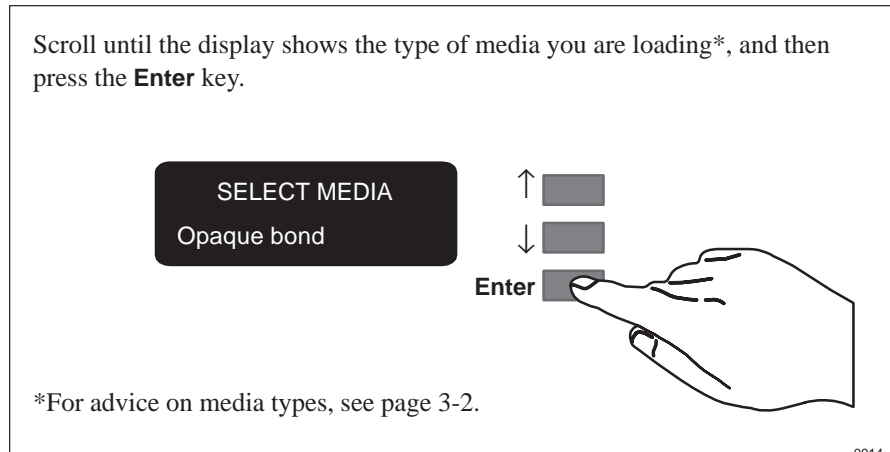 Scroll until the display shows the type of media you are loading*, and then
press the Enter key.
SELECT MEDIA
Opaque bond
↑
↓
Enter
*For advice on media types, see page 3-2.